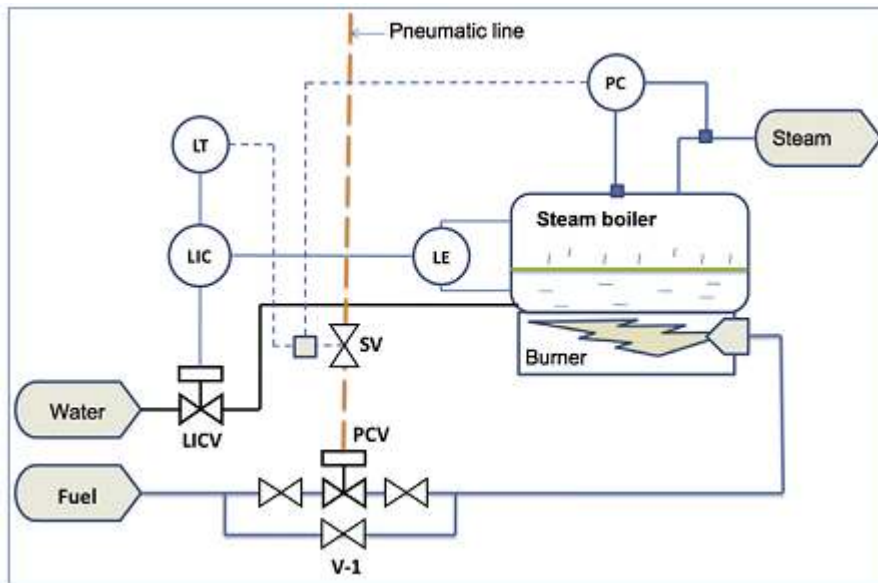 Pneumatic line
PC
Steam
LT
Steam boiler
LIC
LE
SV
Burner
Water
LICV
PCV
Fuel
V-1